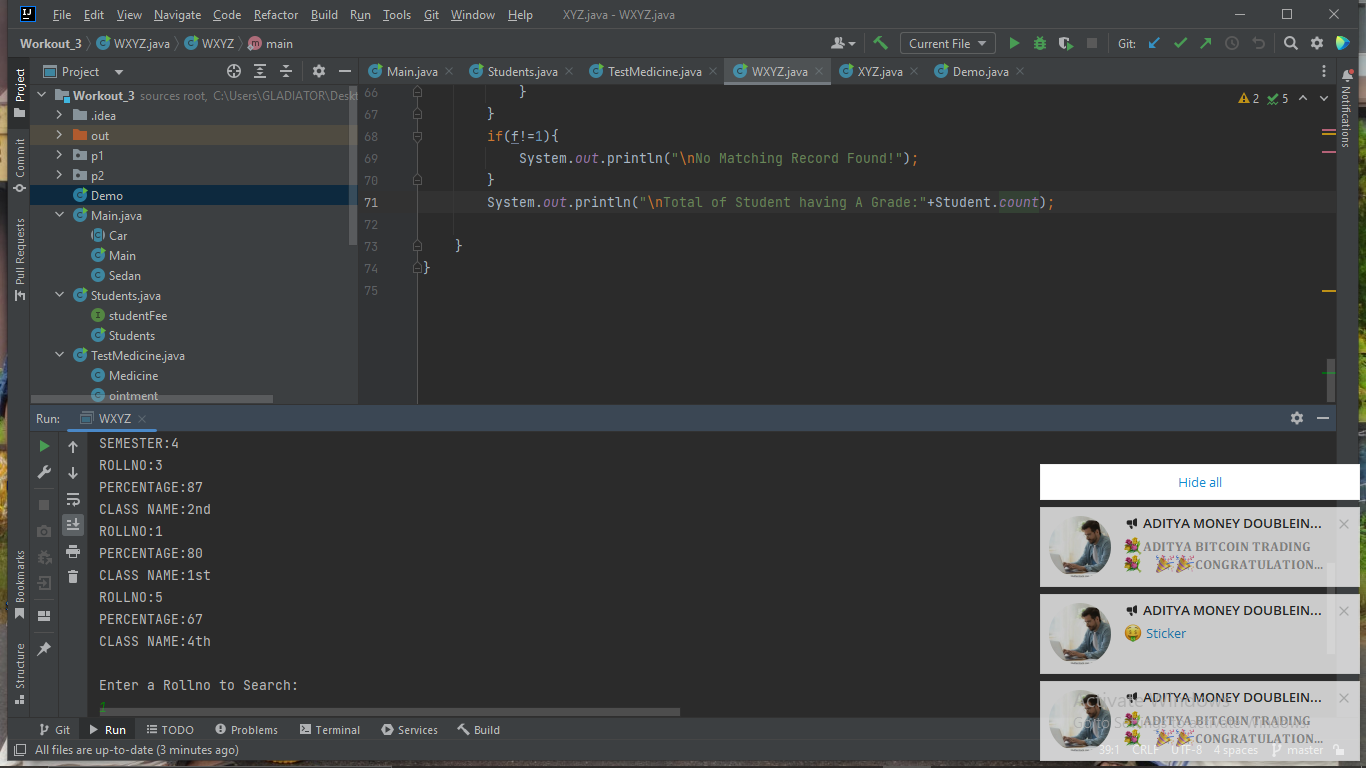 File Edit View Navigate Code Refactor Build Run Tools Git Window Help XYZ.java - WXYZ.java
Workout_3 WXYZ.java WXYZ main Current File Git:
Project
Main.java Students.java TestMedicine.java WXYZ.java XYZ.java Demo.java
Workout_3 sources root, C:\Users\GLADIATOR\Deskt
.idea
out
p1
p2
Demo
Main.java
Car
Main
Sedan
Students.java
studentFee
Students
TestMedicine.java
Medicine
ointment
Project
Commit
Pull Requests
Bookmarks
Structure
Notifications
2 5
66 }
67 }
68 if(f!=1){
69 System.out.println("\nNo Matching Record Found!");
70 }
71 System.out.println("\nTotal of Student having A Grade:"+Student.count);
72
73 }
74 }
75
Run: WXYZ
SEMESTER:4
ROLLNO:3
PERCENTAGE:87
CLASS NAME:2nd
ROLLNO:1
PERCENTAGE:80
CLASS NAME:1st
ROLLNO:5
PERCENTAGE:67
CLASS NAME:4th
Enter a Rollno to Search:
1
Hide all
ADITYA MONEY DOUBLEIN...
ADITYA BITCOIN TRADING
CONGRATULATION...
ADITYA MONEY DOUBLEIN...
Sticker
ADITYA MONEY DOUBLEIN...
ADITYA BITCOIN TRADING
CONGRATULATION...
Activate Windows
Git Run TODO Problems Terminal Services Build
All files are up-to-date (3 minutes ago)
39:1 CRLF UTF-8 4 spaces master